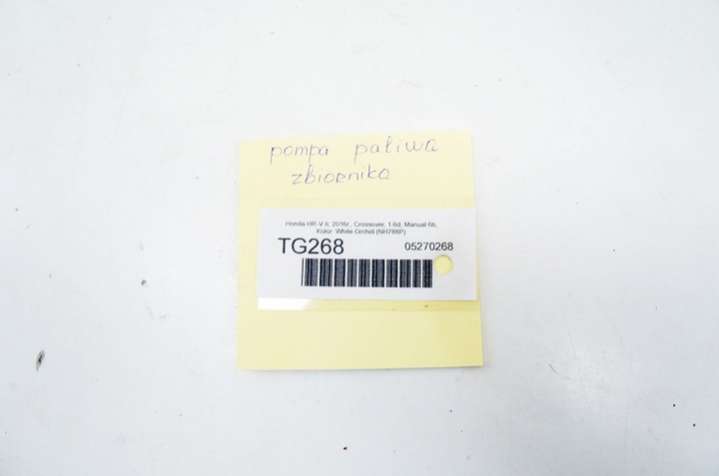 pompa paliwa
zbiornika
Honda HR-V II, 2016r., Crossover, 1.6d, Manual 6b,
Kolor: White Orchid (NH788P)
TG268 05270268